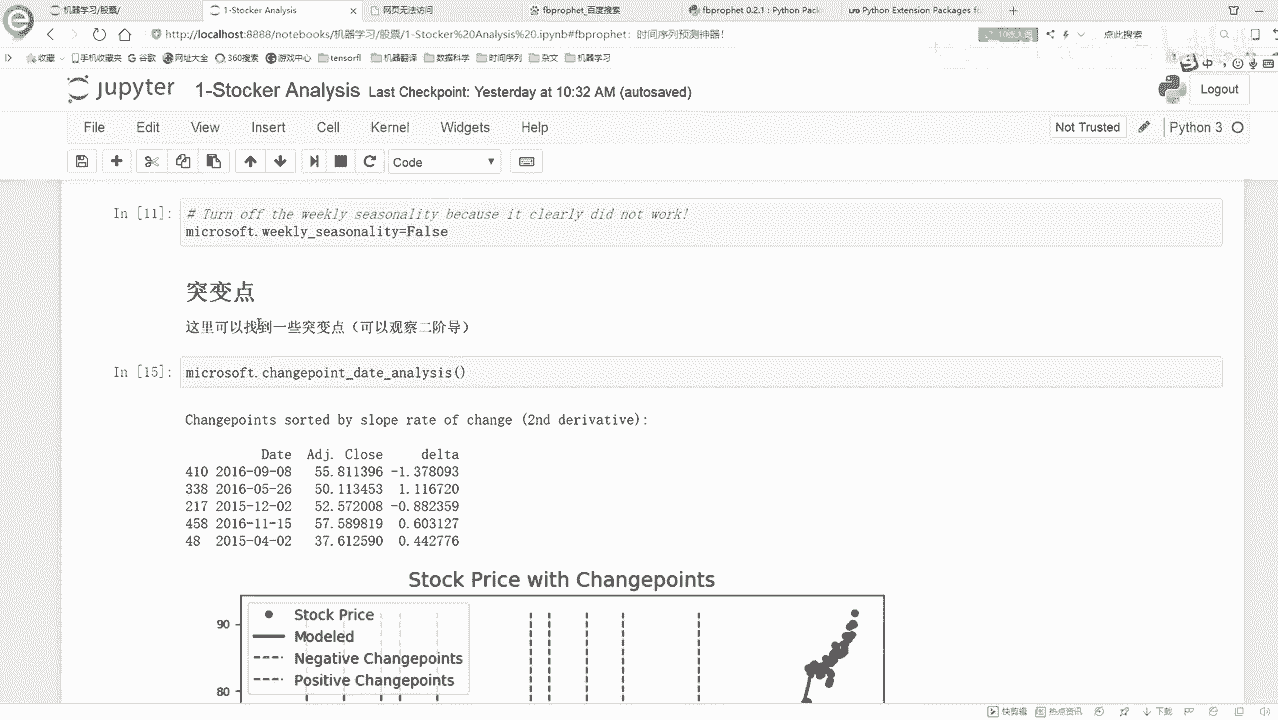 机器学习/股票/
1-Stocker Analysis
网页无法访问
fbprophet_百度搜索
fbprophet 0.2.1 : Python Pack
Python Extension Packages fo
http://localhost:8888/notebooks/机器学习/股票/1-Stocker%20Analysis%20.ipynb#fbprophet：时间序列预测神器！
点此搜索
收藏
手机收藏夹
谷歌
网址大全
360搜索
游戏中心
tensorfl
机器翻译
数据科学
时间序列
杂文
机器学习
jupyter
1-Stocker Analysis
Last Checkpoint: Yesterday at 10:32 AM (autosaved)
Logout
File
Edit
View
Insert
Cell
Kernel
Widgets
Help
Not Trusted
Python 3
Code
In [11]:
# Turn off the weekly seasonality because it clearly did not work!
microsoft.weekly_seasonality=False
突变点
这里可以找到一些突变点（可以观察二阶导）
In [15]:
microsoft.changepoint_date_analysis()
Changepoints sorted by slope rate of change (2nd derivative):
Date Adj. Close delta
410 2016-09-08 55.811396 -1.378093
338 2016-05-26 50.113453 1.116720
217 2015-12-02 52.572008 -0.882359
458 2016-11-15 57.589819 0.603127
48 2015-04-02 37.612590 0.442776
Stock Price with Changepoints
Stock Price
Modeled
Negative Changepoints
Positive Changepoints
90
80
快剪辑
热点资讯
下载